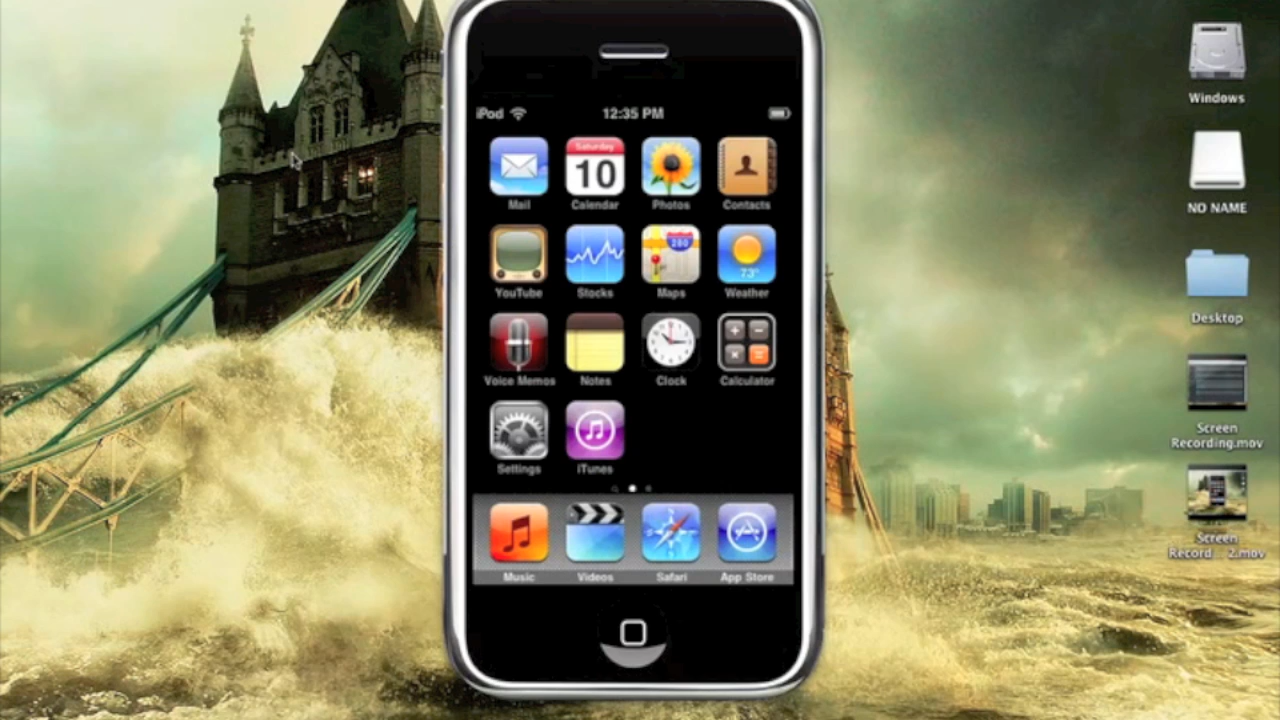 iPod 12:35 PM
Saturday
10
Mail Calendar Photos Contacts
280
73°
YouTube Stocks Maps Weather
Voice Memos Notes Clock Calculator
Settings iTunes
Music Videos Safari App Store
Windows
NO NAME
Desktop
Screen
Recording.mov
Screen
Record... 2.mov